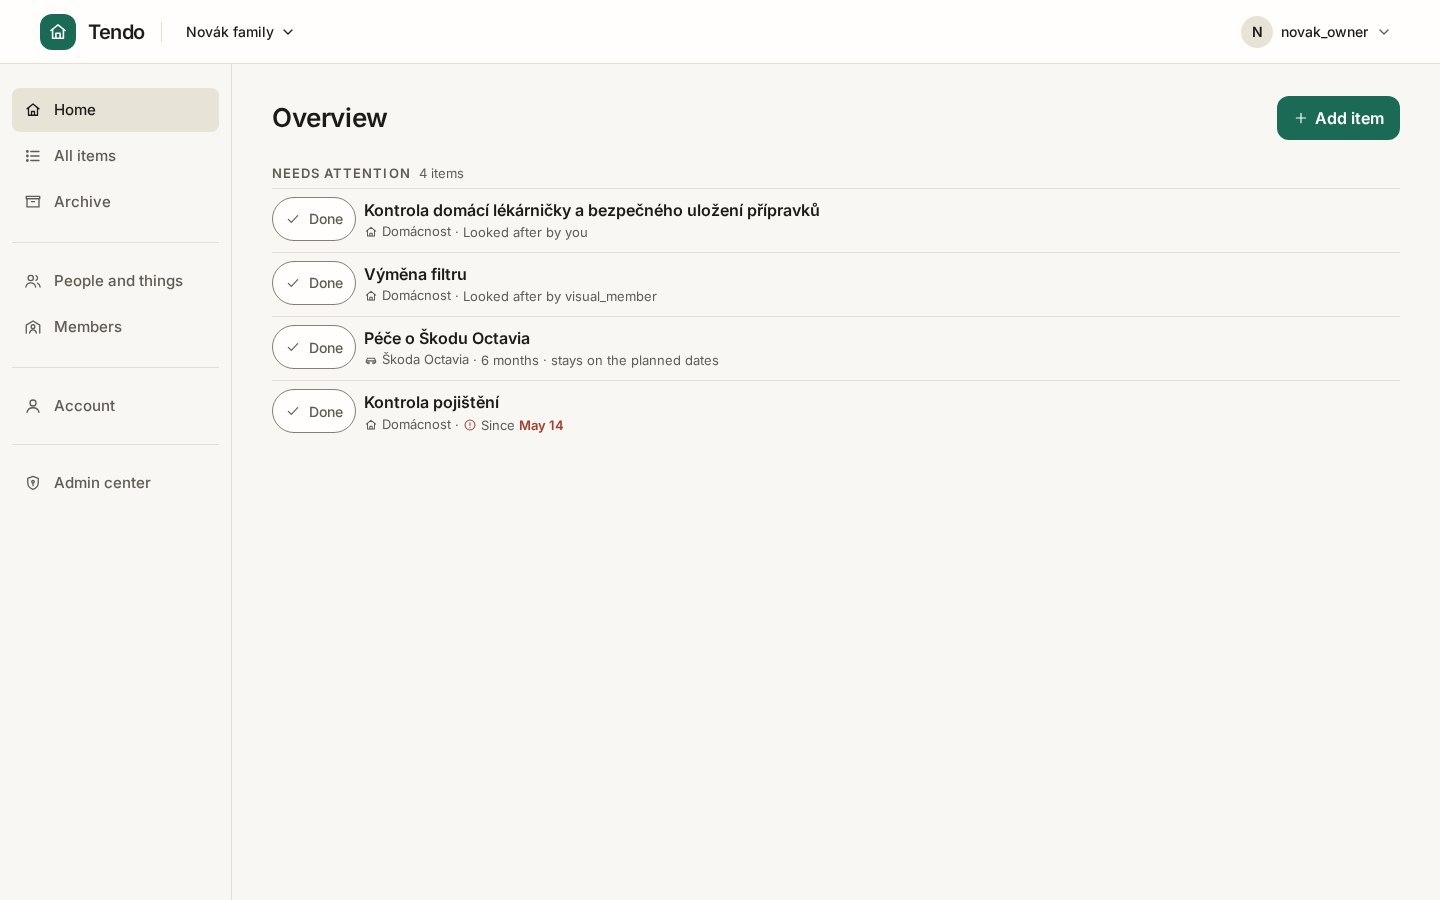 Tendo
Novák family
N
novak_owner
Home
All items
Archive
People and things
Members
Account
Admin center
Overview
Add item
NEEDS ATTENTION 4 items
Done
Kontrola domácí lékárničky a bezpečného uložení přípravků
Domácnost · Looked after by you
Done
Výměna filtru
Domácnost · Looked after by visual_member
Done
Péče o Škodu Octavia
Škoda Octavia · 6 months · stays on the planned dates
Done
Kontrola pojištění
Domácnost · Since May 14